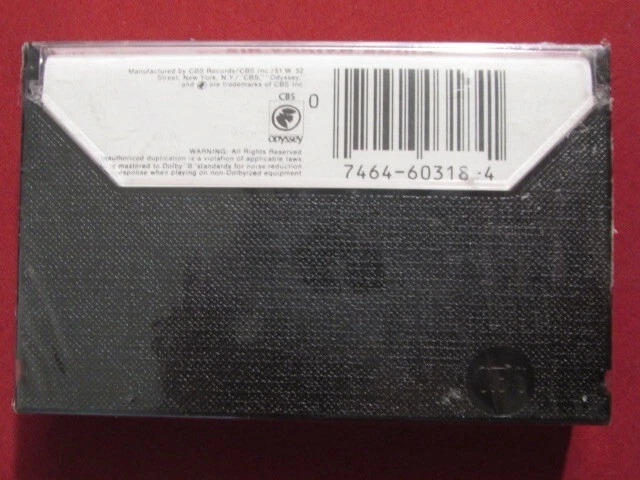 Manufactured by CBS Records/CBS Inc./51 W. 52
Street, New York, N.Y./"CBS," "Odyssey,"
and are trademarks of CBS Inc
CBS
0
odyssey
WARNING: All Rights Reserved
unauthorized duplication is a violation of applicable laws
mastered to Dolby 'B' standards for noise reduction
response when playing on non-Dolbyized equipment
7464-60318-4
CBS